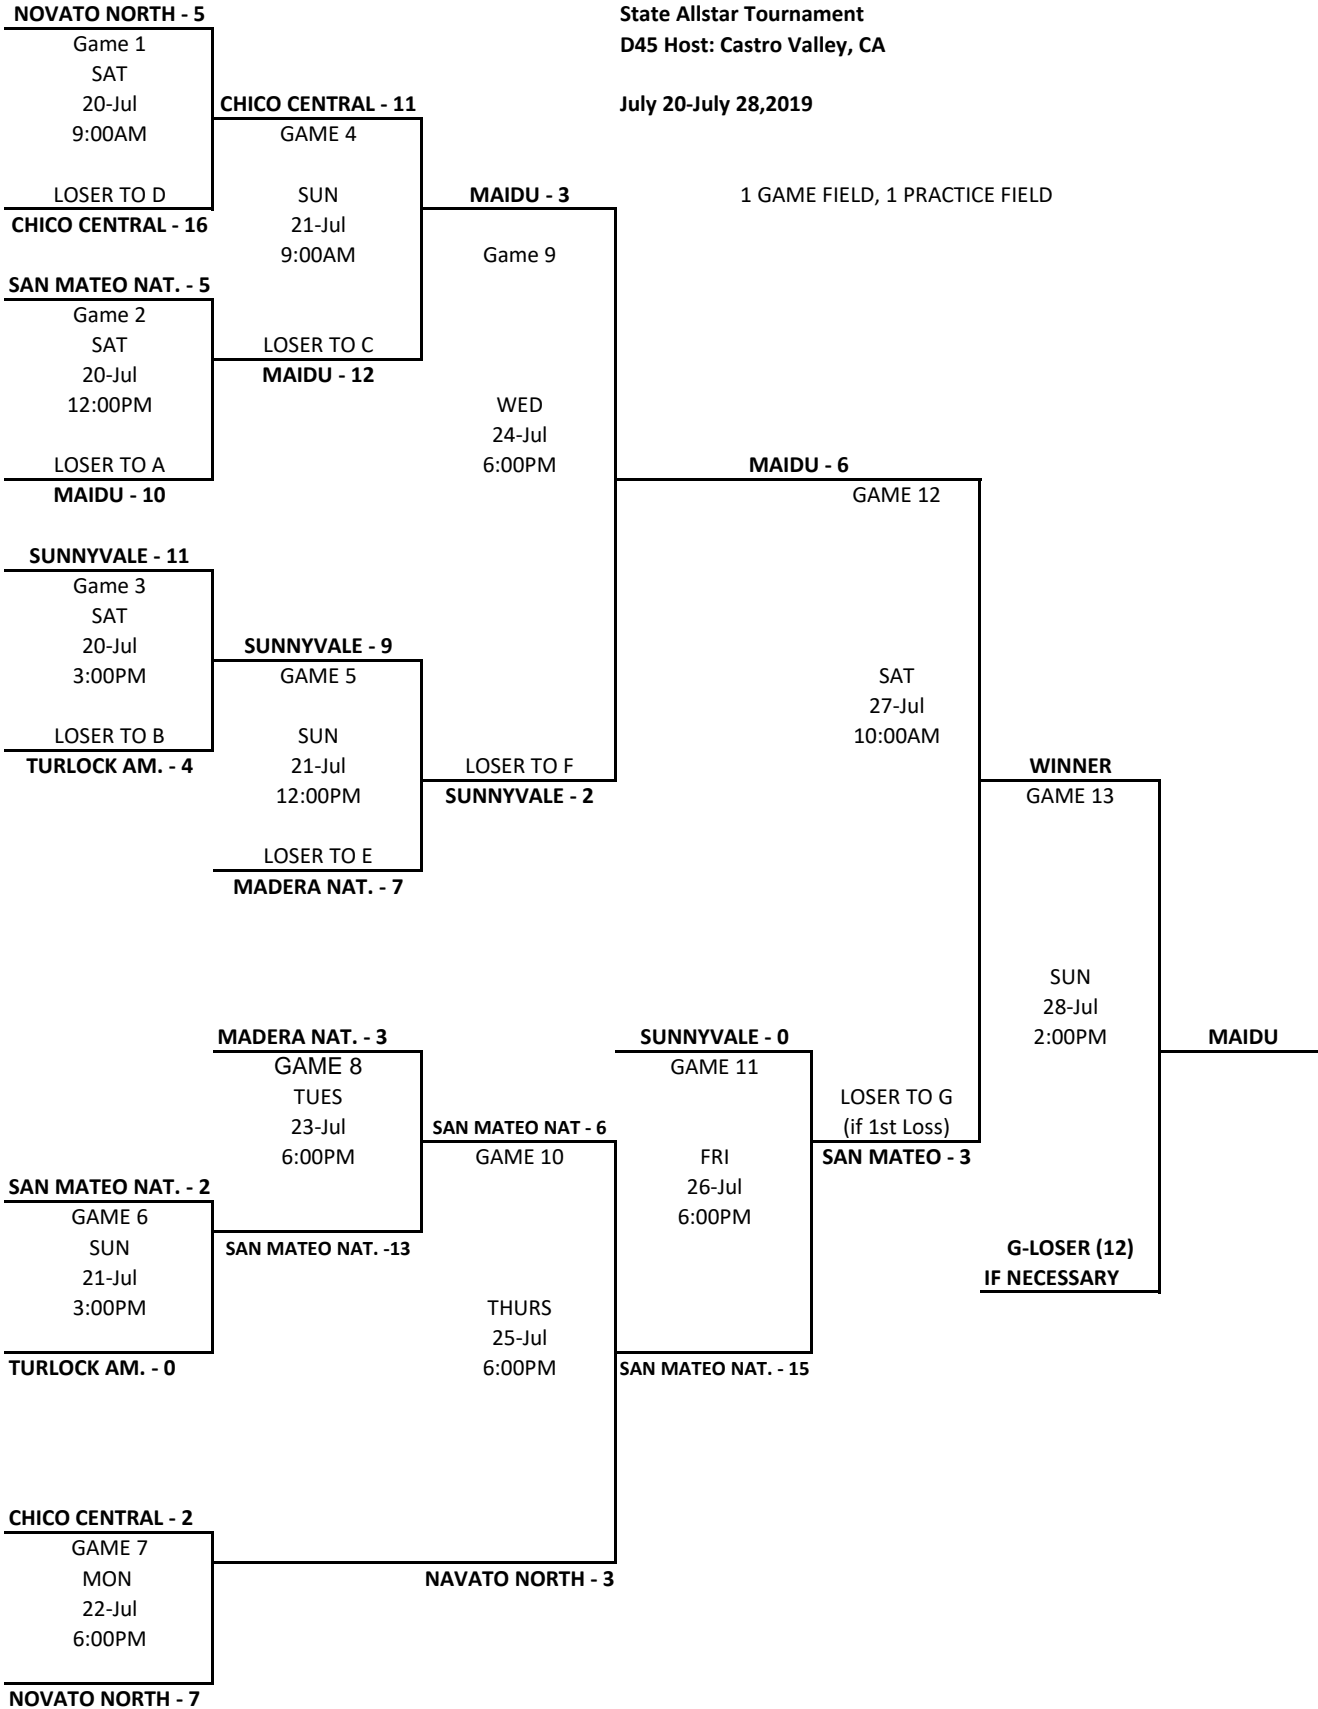 NOVATO NORTH - 5
State Allstar Tournament
Game 1
D45 Host: Castro Valley, CA
SAT
20-Jul
CHICO CENTRAL - 11
July 20-July 28,2019
9:00AM
GAME 4
LOSER TO D
SUN
MAIDU - 3
1 GAME FIELD, 1 PRACTICE FIELD
CHICO CENTRAL - 16
21-Jul
9:00AM
Game 9
SAN MATEO NAT. - 5
Game 2
SAT
LOSER TO C
20-Jul
MAIDU - 12
12:00PM
WED
24-Jul
LOSER TO A
6:00PM
MAIDU - 6
MAIDU - 10
GAME 12
SUNNYVALE - 11
Game 3
SAT
20-Jul
SUNNYVALE - 9
3:00PM
GAME 5
SAT
27-Jul
LOSER TO B
SUN
10:00AM
TURLOCK AM. - 4
21-Jul
LOSER TO F
WINNER
12:00PM
SUNNYVALE - 2
GAME 13
LOSER TO E
MADERA NAT. - 7
SUN
28-Jul
MADERA NAT. - 3
SUNNYVALE - 0
2:00PM
MAIDU
GAME 8
GAME 11
TUES
LOSER TO G
23-Jul
SAN MATEO NAT - 6
(if 1st Loss)
6:00PM
GAME 10
FRI
SAN MATEO - 3
SAN MATEO NAT. - 2
26-Jul
GAME 6
6:00PM
SUN
SAN MATEO NAT. -13
G-LOSER (12)
21-Jul
IF NECESSARY
3:00PM
THURS
25-Jul
TURLOCK AM. - 0
6:00PM
SAN MATEO NAT. - 15
CHICO CENTRAL - 2
GAME 7
MON
NAVATO NORTH - 3
22-Jul
6:00PM
NOVATO NORTH - 7